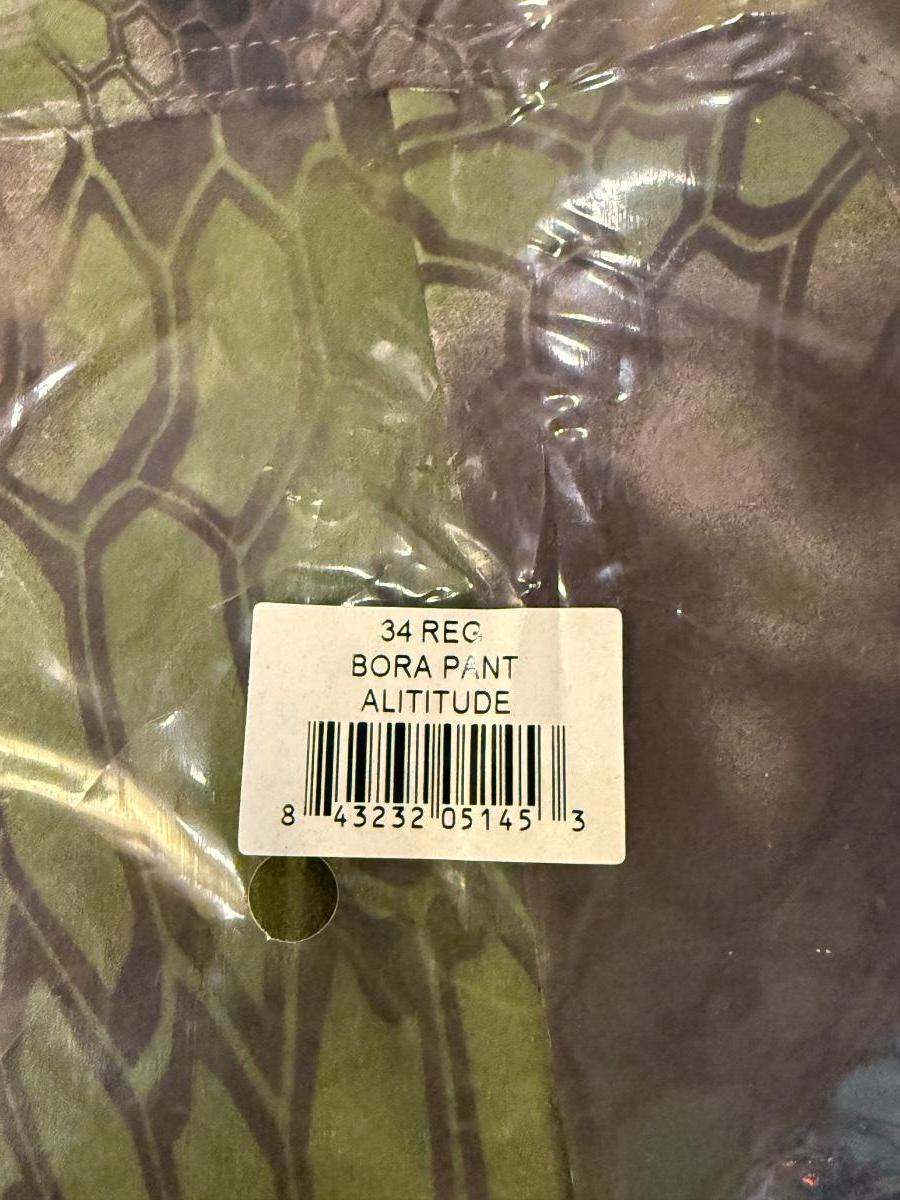 34 REG
BORA PANT
ALITITUDE
8 43232 05145 3